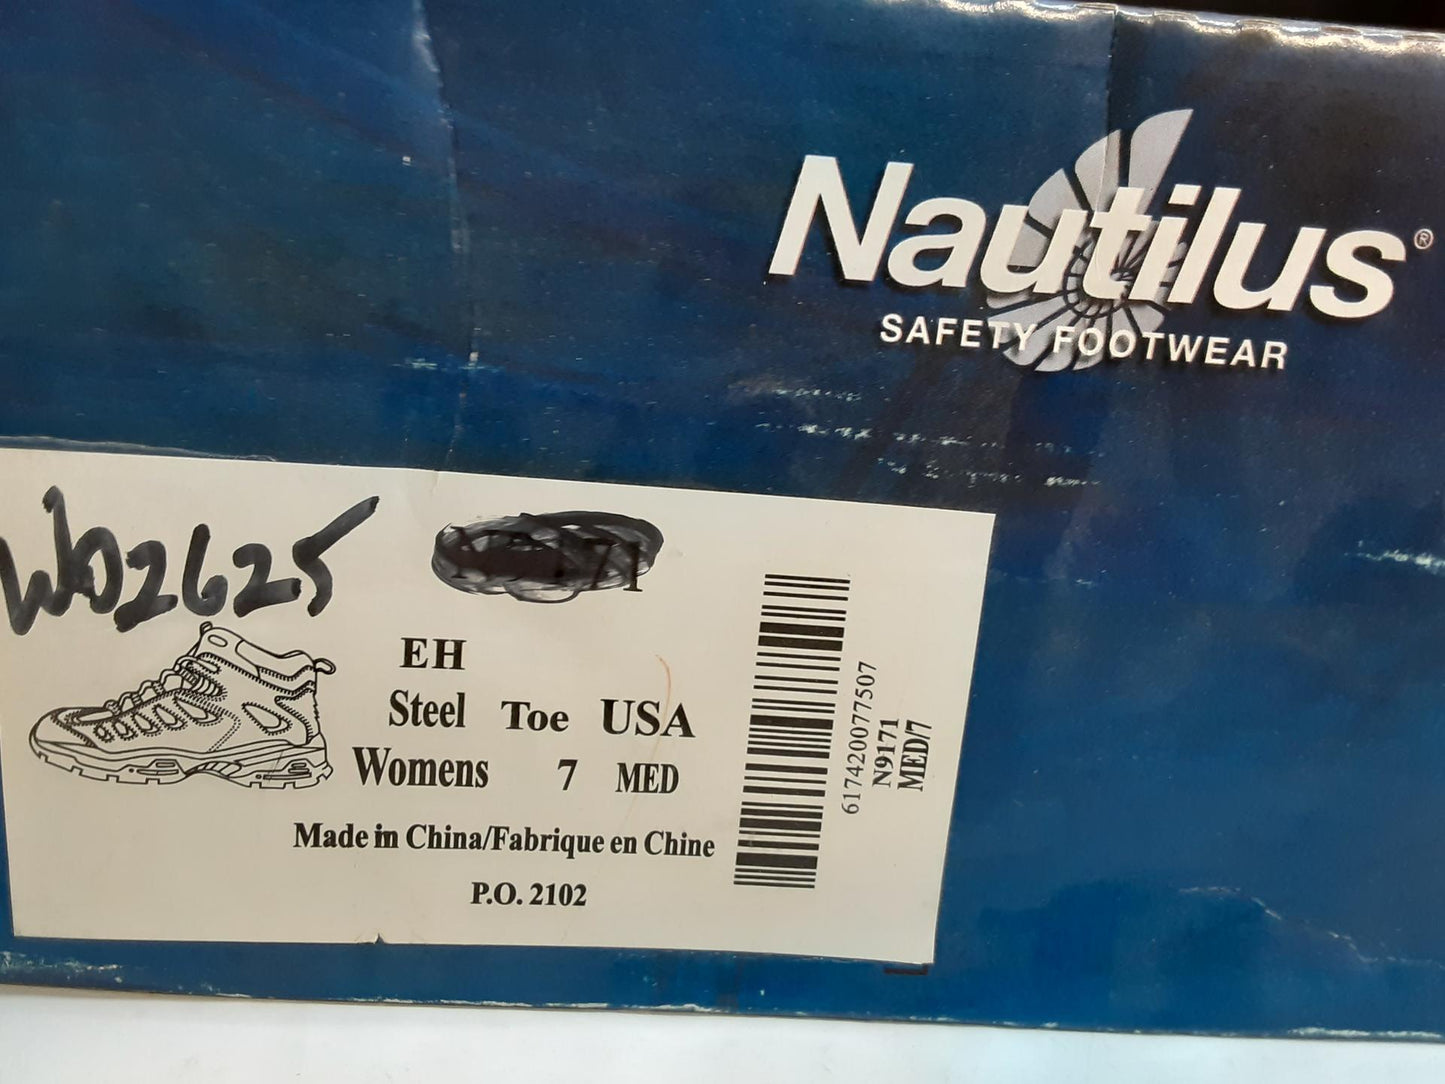 Nautilus®
SAFETY FOOTWEAR
W02625
EH
Steel Toe USA
Womens 7 MED
Made in China/Fabrique en Chine
P.O. 2102
617420077507
N9171
MED/7